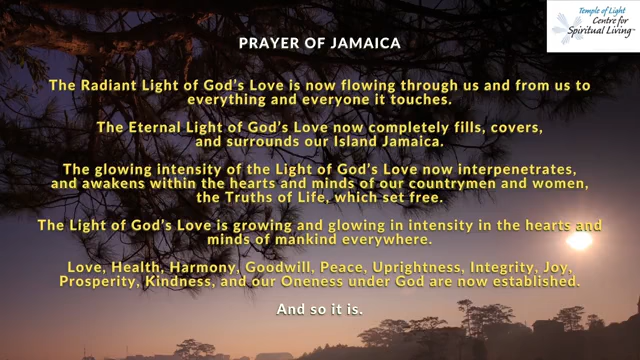 Temple of Light
Centre for
Spiritual Living™
PRAYER OF JAMAICA
The Radiant Light of God's Love is now flowing through us and from us to
everything and everyone it touches.
The Eternal Light of God's Love now completely fills, covers,
and surrounds our Island Jamaica.
The glowing intensity of the Light of God's Love now interpenetrates,
and awakens within the hearts and minds of our countrymen and women,
the Truths of Life, which set free.
The Light of God's Love is growing and glowing in intensity in the hearts and
minds of mankind everywhere.
Love, Health, Harmony, Goodwill, Peace, Uprightness, Integrity, Joy,
Prosperity, Kindness, and our Oneness under God are now established.
And so it is.